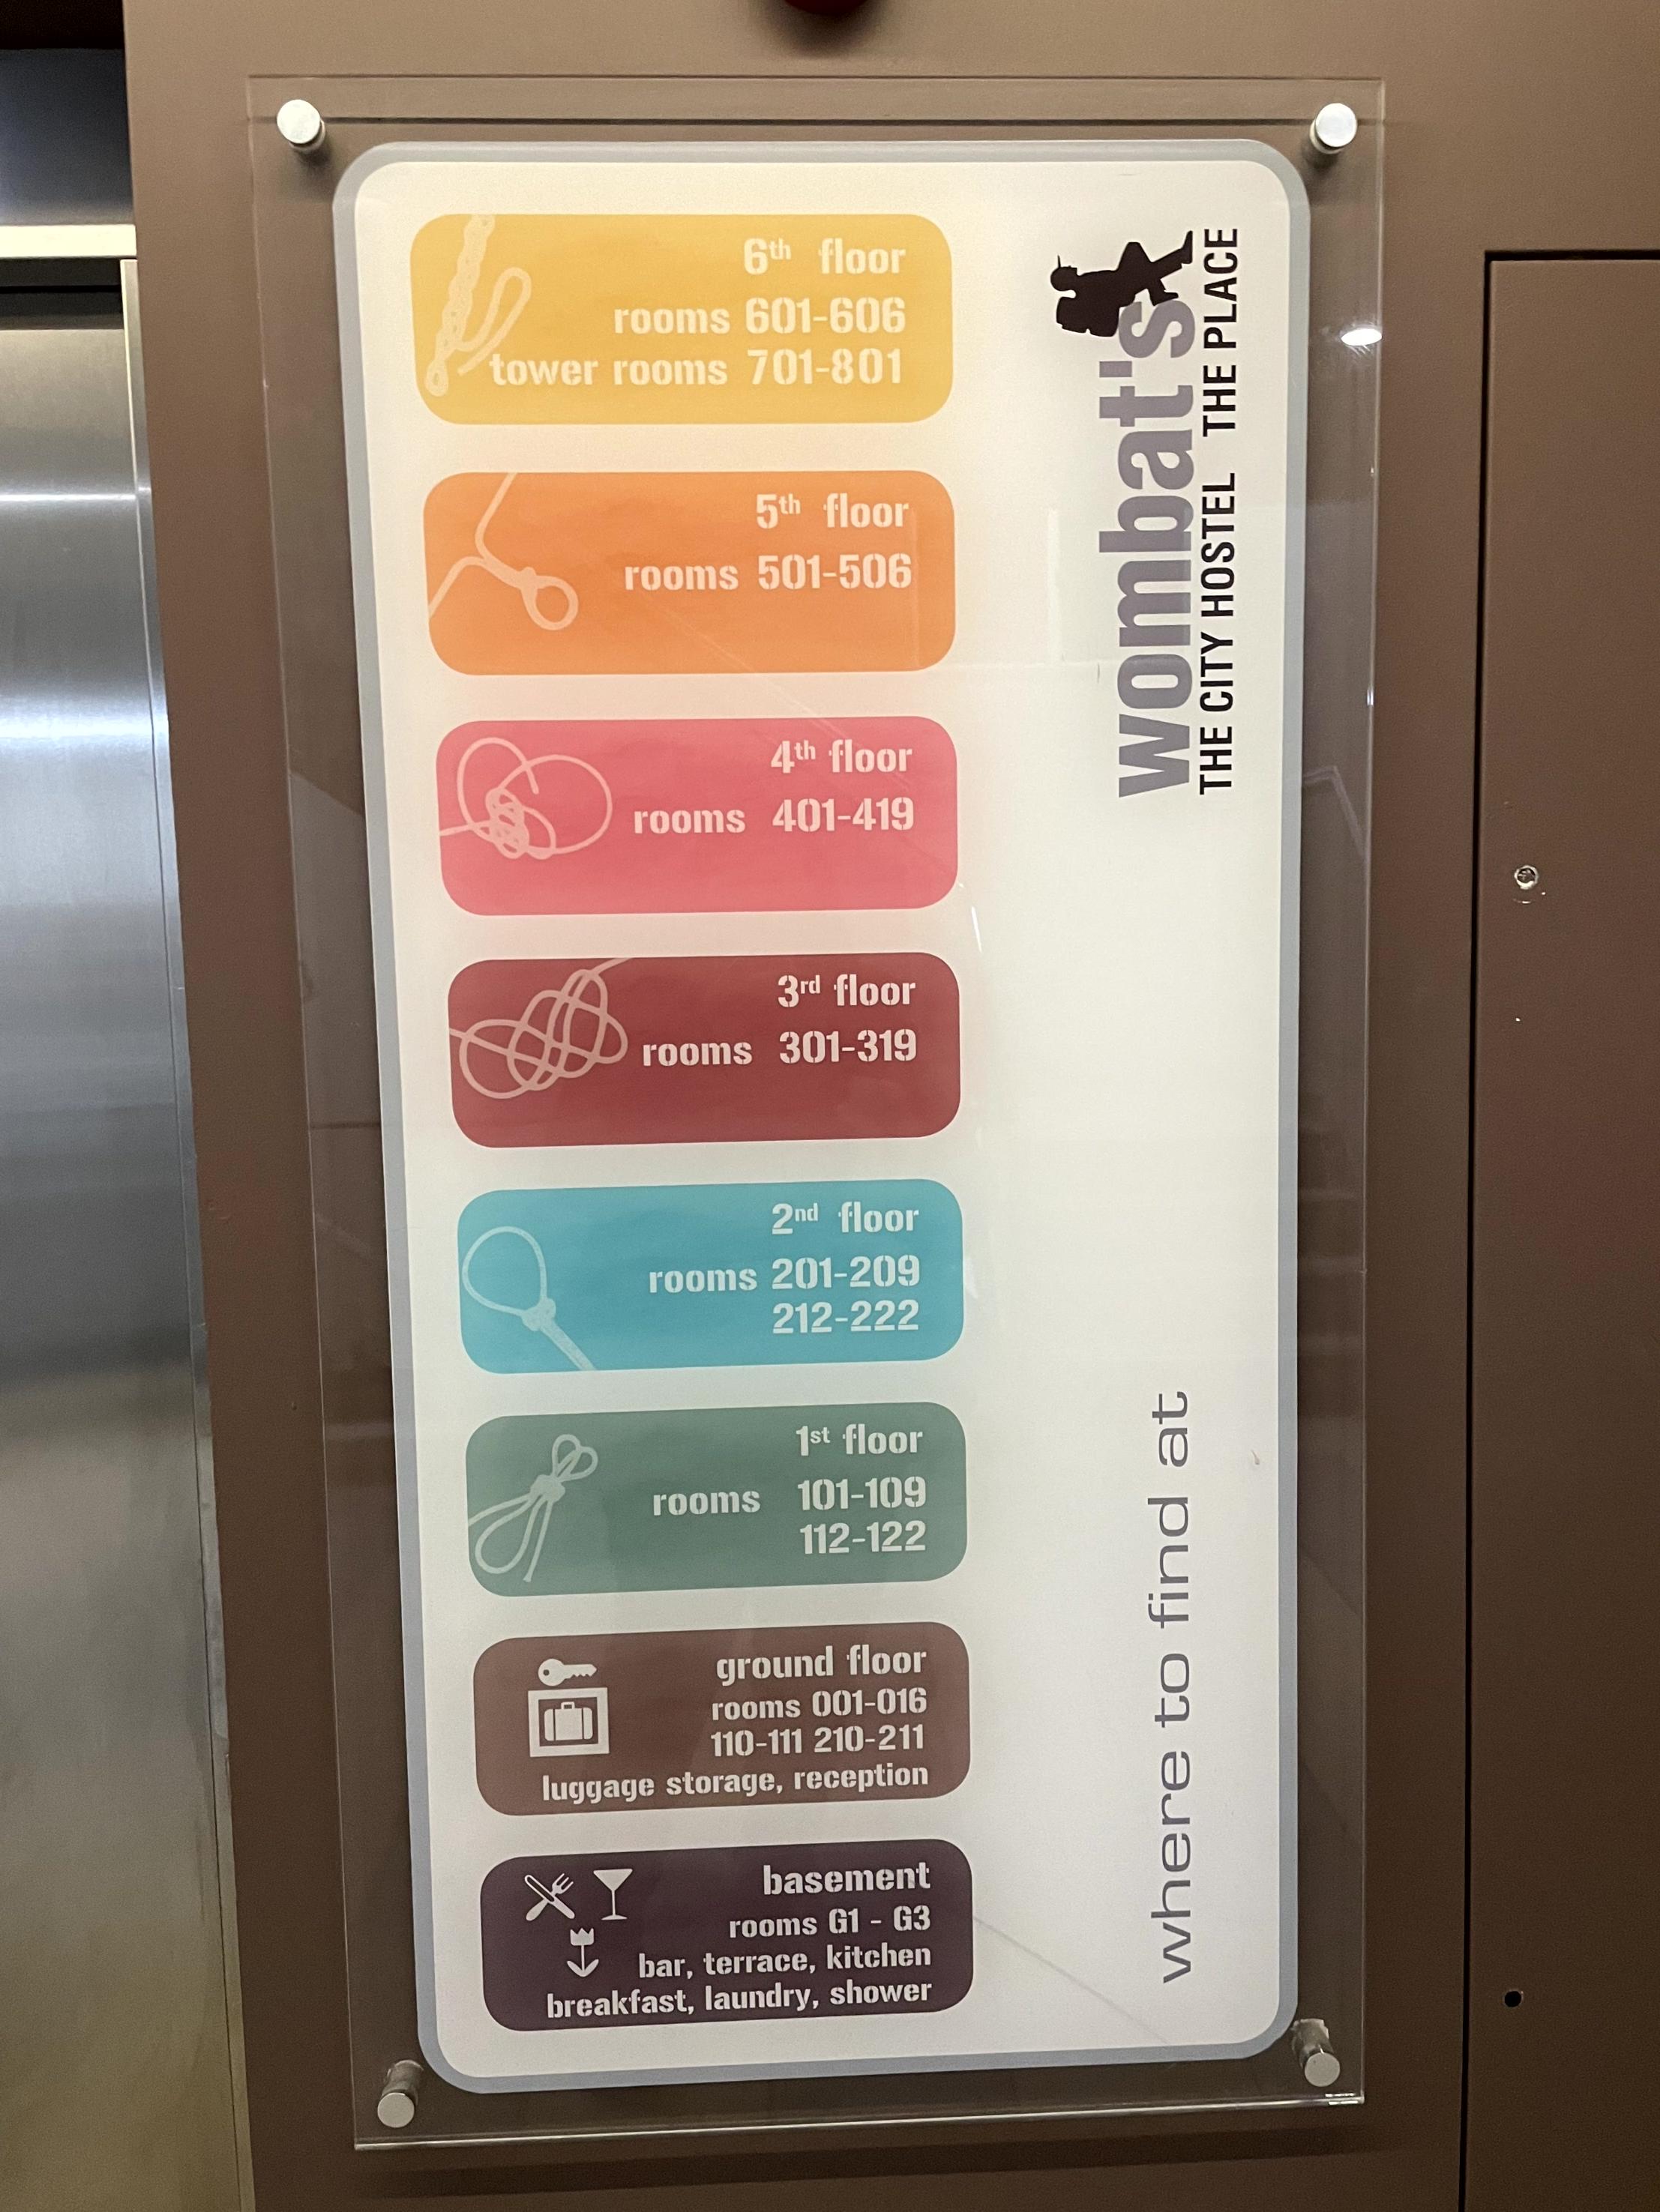 6th floor
rooms 601-606
tower rooms 701-801
5th floor
rooms 501-506
4th floor
rooms 401-419
3rd floor
rooms 301-319
2nd floor
rooms 201-209
212-222
1st floor
rooms 101-109
112-122
ground floor
rooms 001-016
110-111 210-211
luggage storage, reception
basement
rooms G1 - G3
bar, terrace, kitchen
breakfast, laundry, shower
where to find at
wombat's
THE CITY HOSTEL THE PLACE